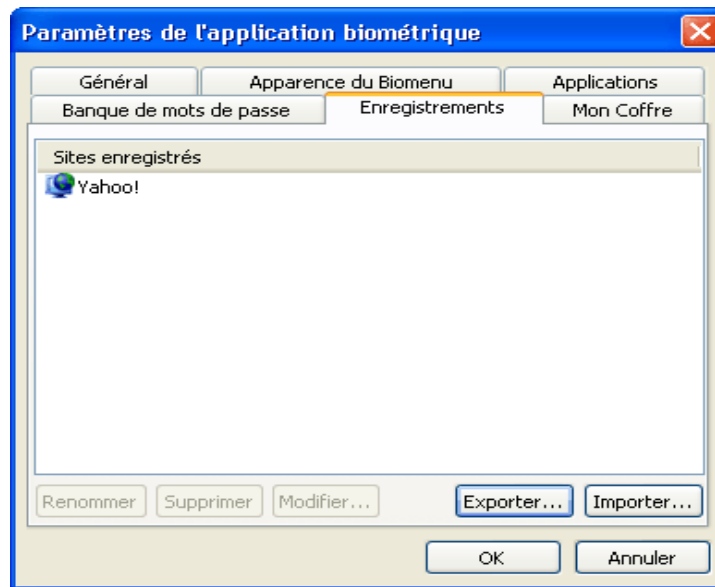 Paramètres de l'application biométrique
Général Apparence du Biomenu Applications
Banque de mots de passe Enregistrements Mon Coffre
Sites enregistrés
Yahoo!
Renommer Supprimer Modifier... Exporter... Importer...
OK Annuler